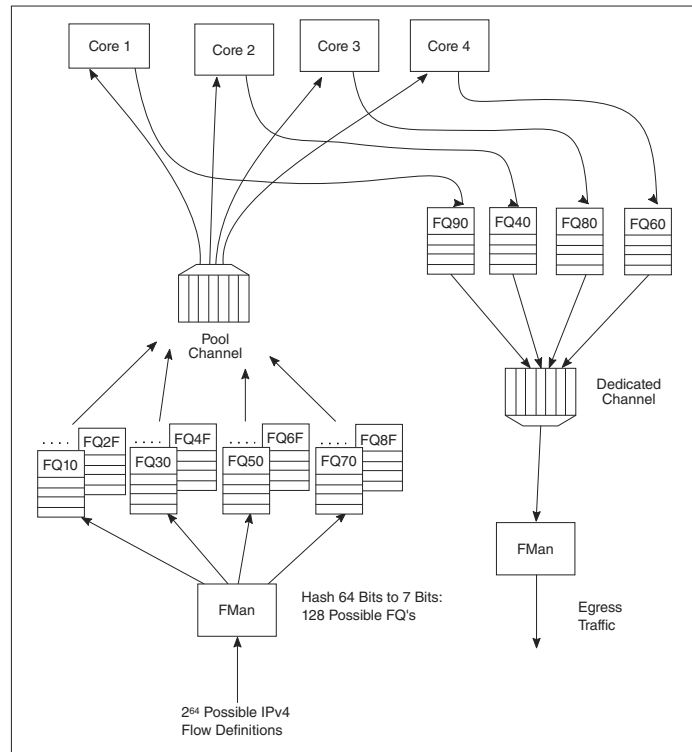 Core 1
Core 2
Core 3
Core 4
FQ90
FQ40
FQ80
FQ60
Pool
Channel
Dedicated
Channel
. . . .
FQ2F
. . . .
FQ4F
. . . .
FQ6F
. . . .
FQ8F
FQ10
FQ30
FQ50
FQ70
FMan
Hash 64 Bits to 7 Bits:
128 Possible FQ's
FMan
Egress
Traffic
2⁶⁴ Possible IPv4
Flow Definitions